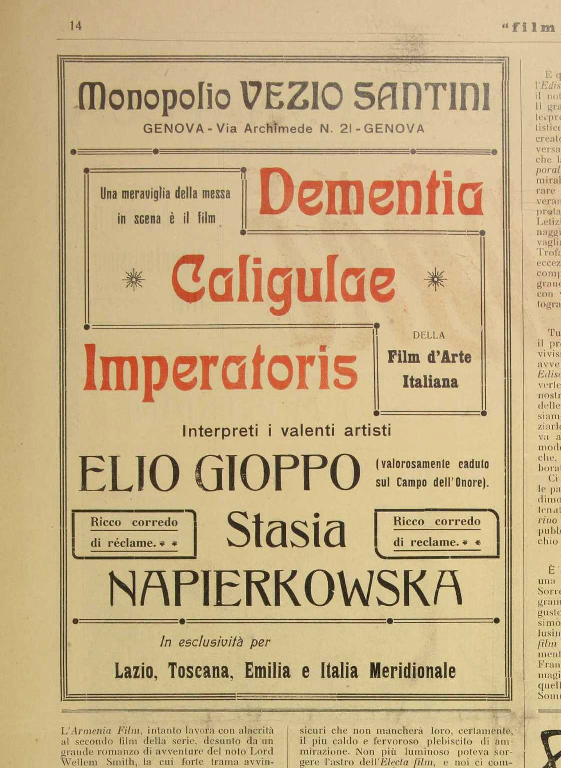 14
"film
Monopolio VEZIO SANTINI
GENOVA - Via Archimede N. 21 - GENOVA
Una meraviglia della messa
in scena è il film
Dementia
Caligulae
Imperatoris
DELLA
Film d'Arte
Italiana
Interpreti i valenti artisti
ELIO GIOPPO
(valorosamente caduto
sul Campo dell'Onore).
Ricco corredo
di réclame.
Stasia
Ricco corredo
di reclame.
NAPIERKOWSKA
In esclusività per
Lazio, Toscana, Emilia e Italia Meridionale
L'Armenia Film, intanto lavora con alacrità
al secondo film della serie, desunto da un
grande romanzo di avventure del noto Lord
Wellem Smith, la cui forte trama avvin-
sicuri che non mancherà loro, certamente,
il più caldo e fervoroso plebiscito di am-
mirazione. Non più luminoso poteva sor-
gere l'astro dell'Electa film, e noi ci com-